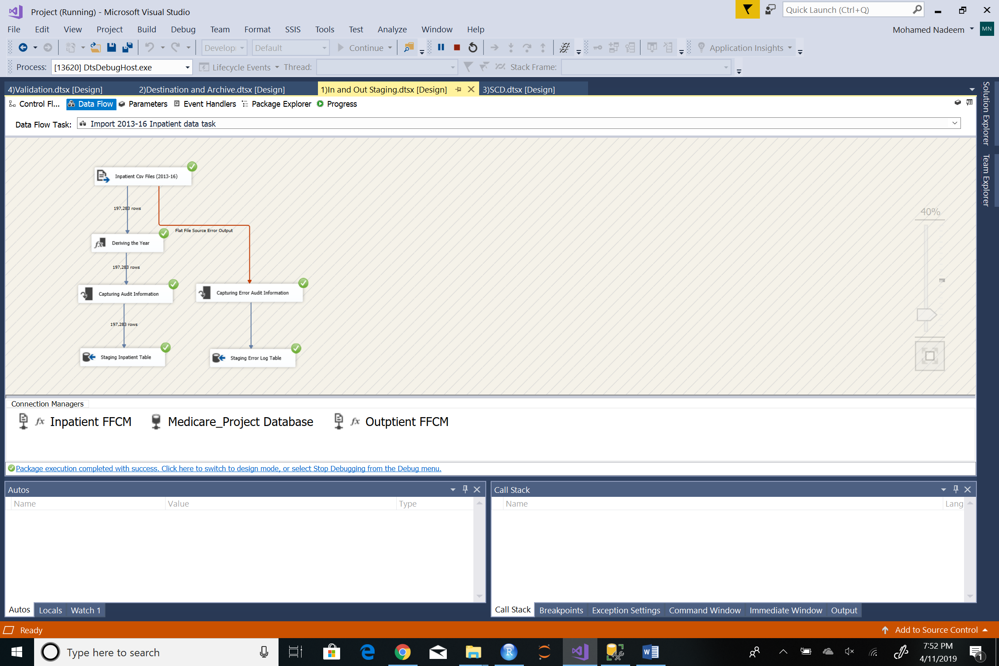 Project (Running) - Microsoft Visual Studio
Quick Launch (Ctrl+Q)
File Edit View Project Build Debug Team Format SSIS Tools Test Analyze Window Help
Mohamed Nadeem MN
Develop Default Continue Application Insights
Process: [13620] DtsDebugHost.exe Lifecycle Events Thread: Stack Frame:
4)Validation.dtsx [Design] 2)Destination and Archive.dtsx [Design] 1)In and Out Staging.dtsx [Design] 3)SCD.dtsx [Design]
Control Fl... Data Flow Parameters Event Handlers Package Explorer Progress
Data Flow Task: Import 2013-16 Inpatient data task
Solution Explorer
Team Explorer
Inpatient Csv Files (2013-16)
197,283 rows
Flat File Source Error Output
Deriving the Year
197,283 rows
Capturing Audit Information
Capturing Error Audit Information
197,283 rows
Staging Inpatient Table
Staging Error Log Table
40%
Connection Managers
fx Inpatient FFCM Medicare_Project Database fx Outptient FFCM
Package execution completed with success. Click here to switch to design mode, or select Stop Debugging from the Debug menu.
Autos
Name Value Type
Call Stack
Name Lang
Autos Locals Watch 1
Call Stack Breakpoints Exception Settings Command Window Immediate Window Output
Ready
Add to Source Control
Type here to search
7:52 PM
4/11/2019
1